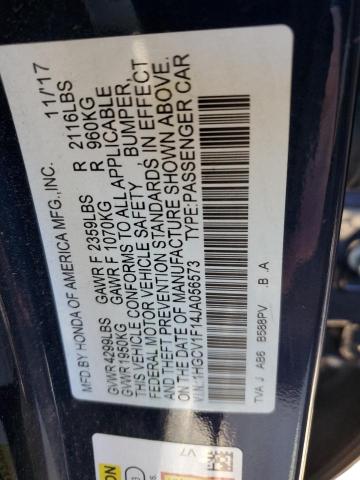 MFD BY HONDA OF AMERICA MFG., INC. 11/'17
GVWR 4299LBS GAWR F 2359LBS R 2116LBS
GVWR 1950KG GAWR F 1070KG R 960KG
THIS VEHICLE CONFORMS TO ALL APPLICABLE
FEDERAL MOTOR VEHICLE SAFETY, BUMPER,
AND THEFT PREVENTION STANDARDS IN EFFECT
ON THE DATE OF MANUFACTURE SHOWN ABOVE.
V.I.N:1HGCV1F14JA056573 TYPE:PASSENGER CAR
TVA J A86 B588PV .B .A
V7